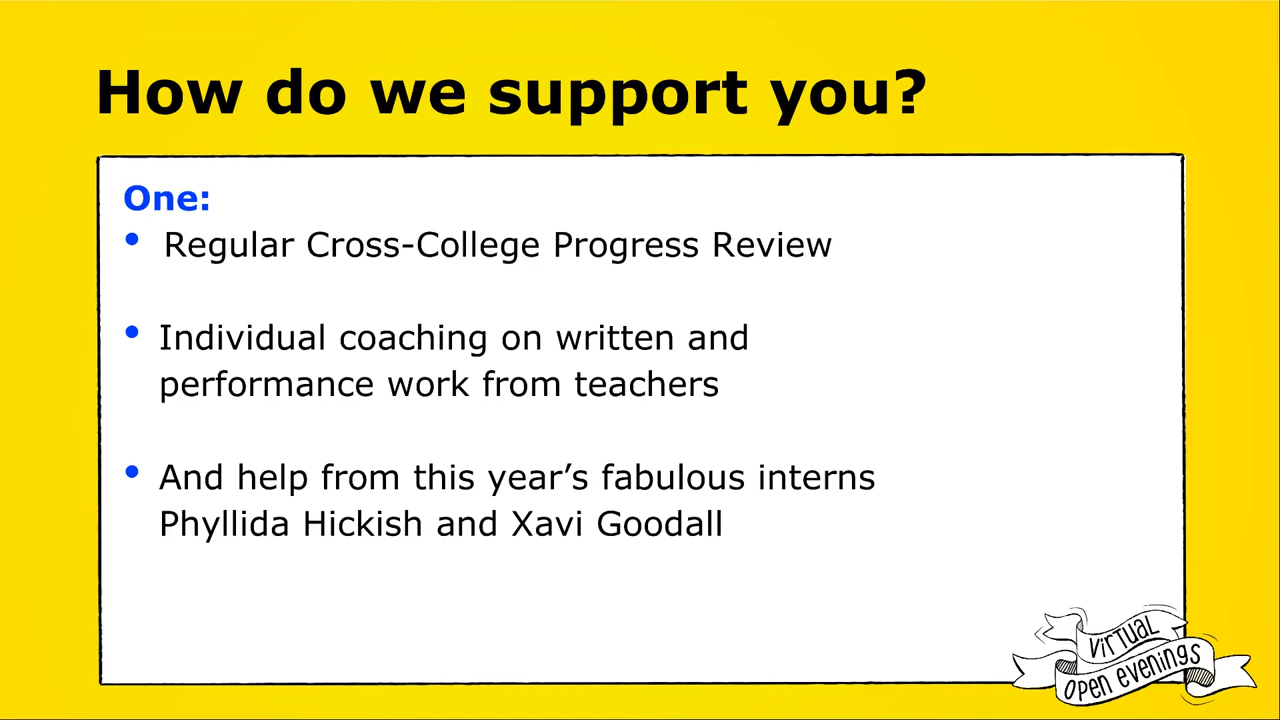 How do we support you?
One:
• Regular Cross-College Progress Review
• Individual coaching on written and
performance work from teachers
• And help from this year’s fabulous interns
Phyllida Hickish and Xavi Goodall
VIRTUAL
OPEN EVENINGS